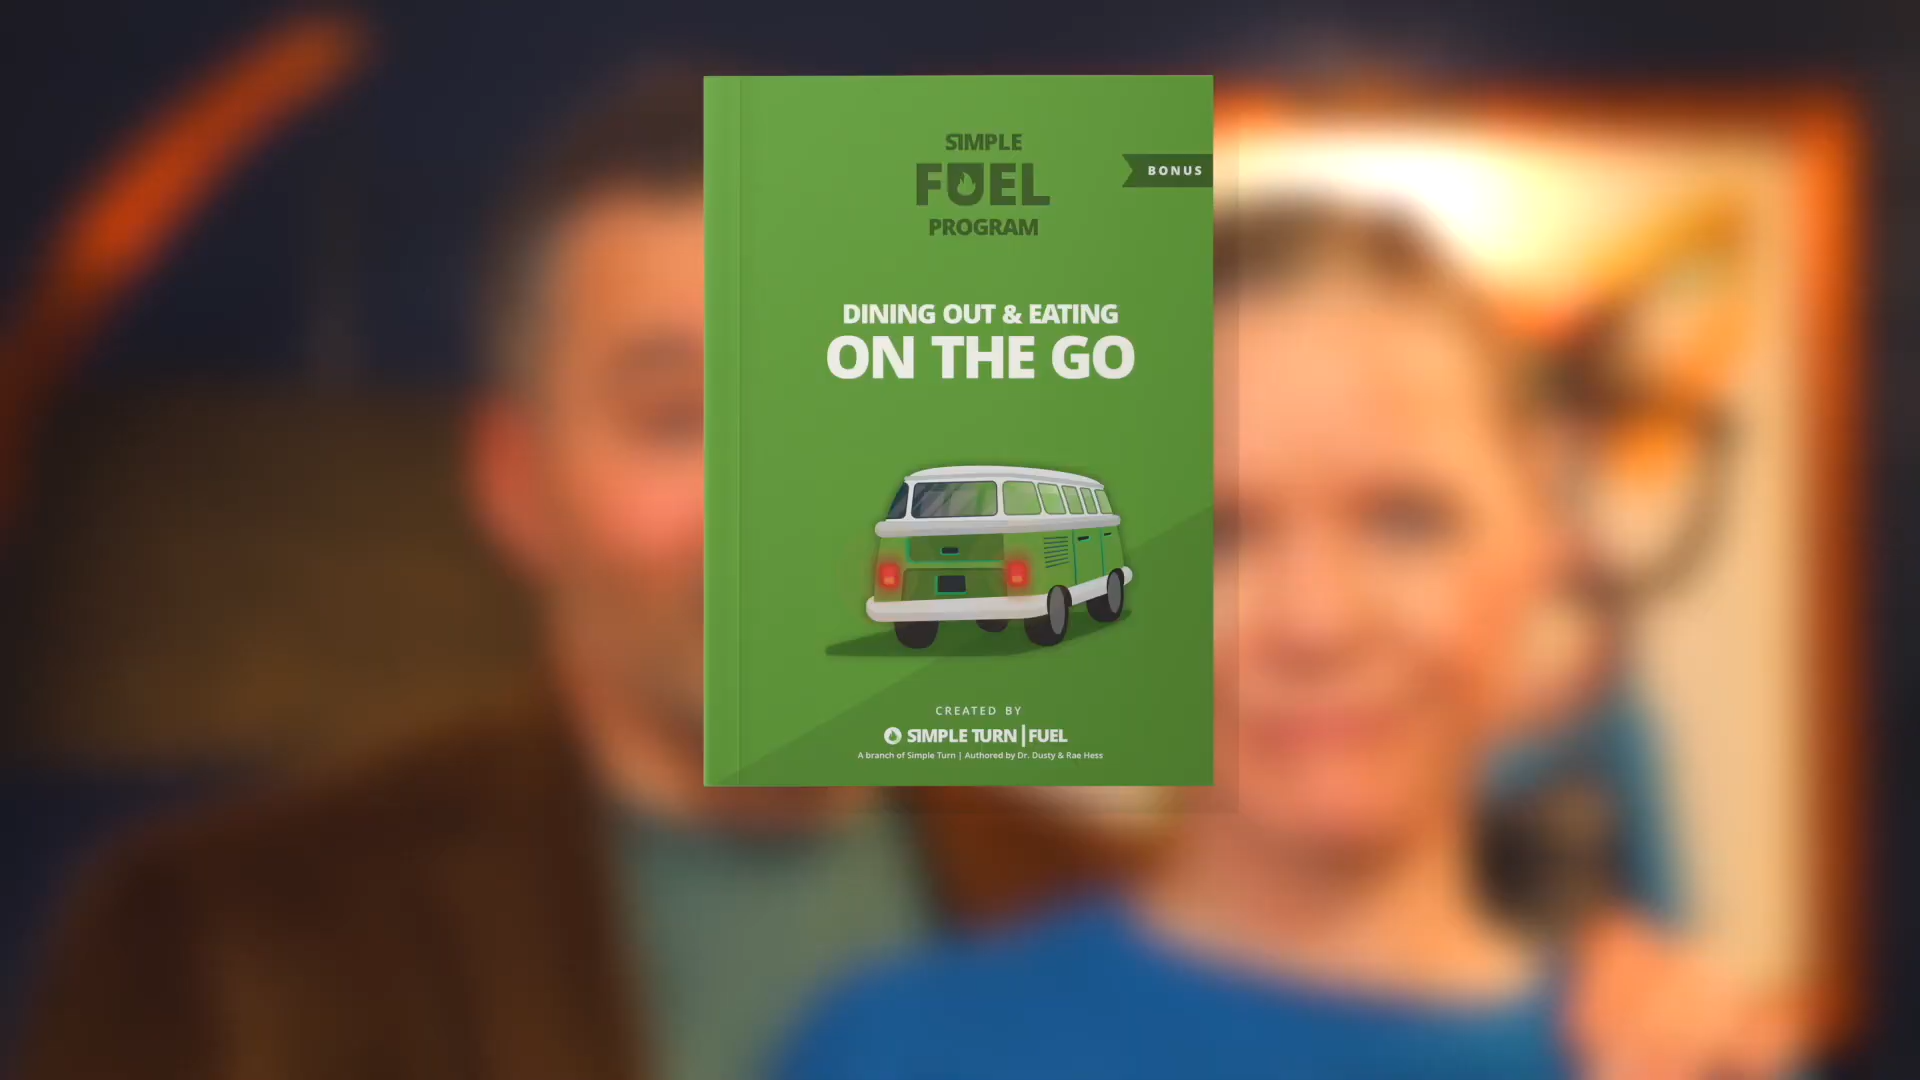 SIMPLE
FUEL
PROGRAM
BONUS
DINING OUT & EATING
ON THE GO
CREATED BY
SIMPLE TURN|FUEL
A branch of Simple Turn | Authored by Dr. Dusty & Rae Hess